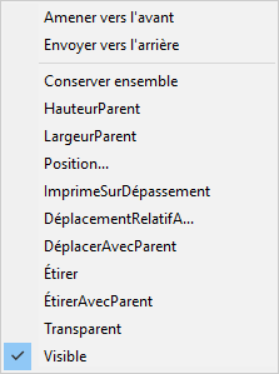 Amener vers l'avant
Envoyer vers l'arrière
Conserver ensemble
HauteurParent
LargeurParent
Position...
ImprimeSurDépassement
DéplacementRelatifA...
DéplacerAvecParent
Étirer
ÉtirerAvecParent
Transparent
Visible